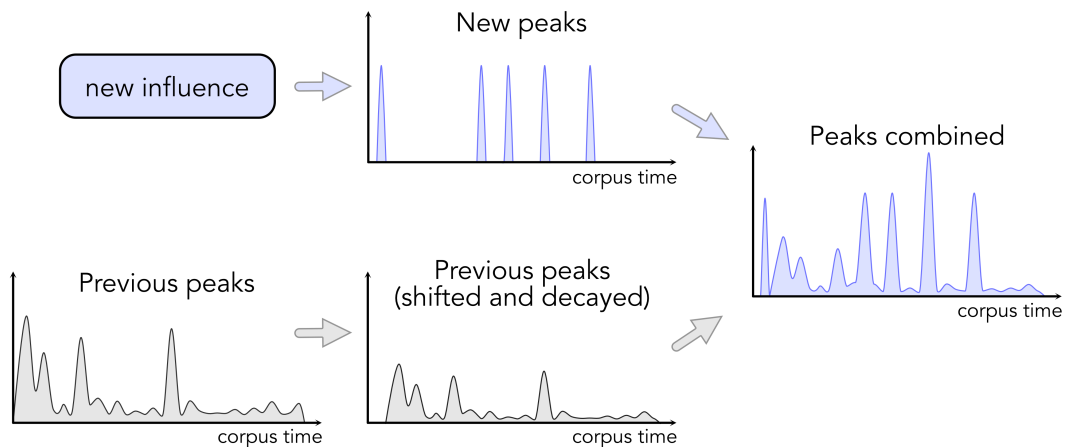 New peaks
new influence
corpus time
Peaks combined
corpus time
Previous peaks
corpus time
Previous peaks
(shifted and decayed)
corpus time